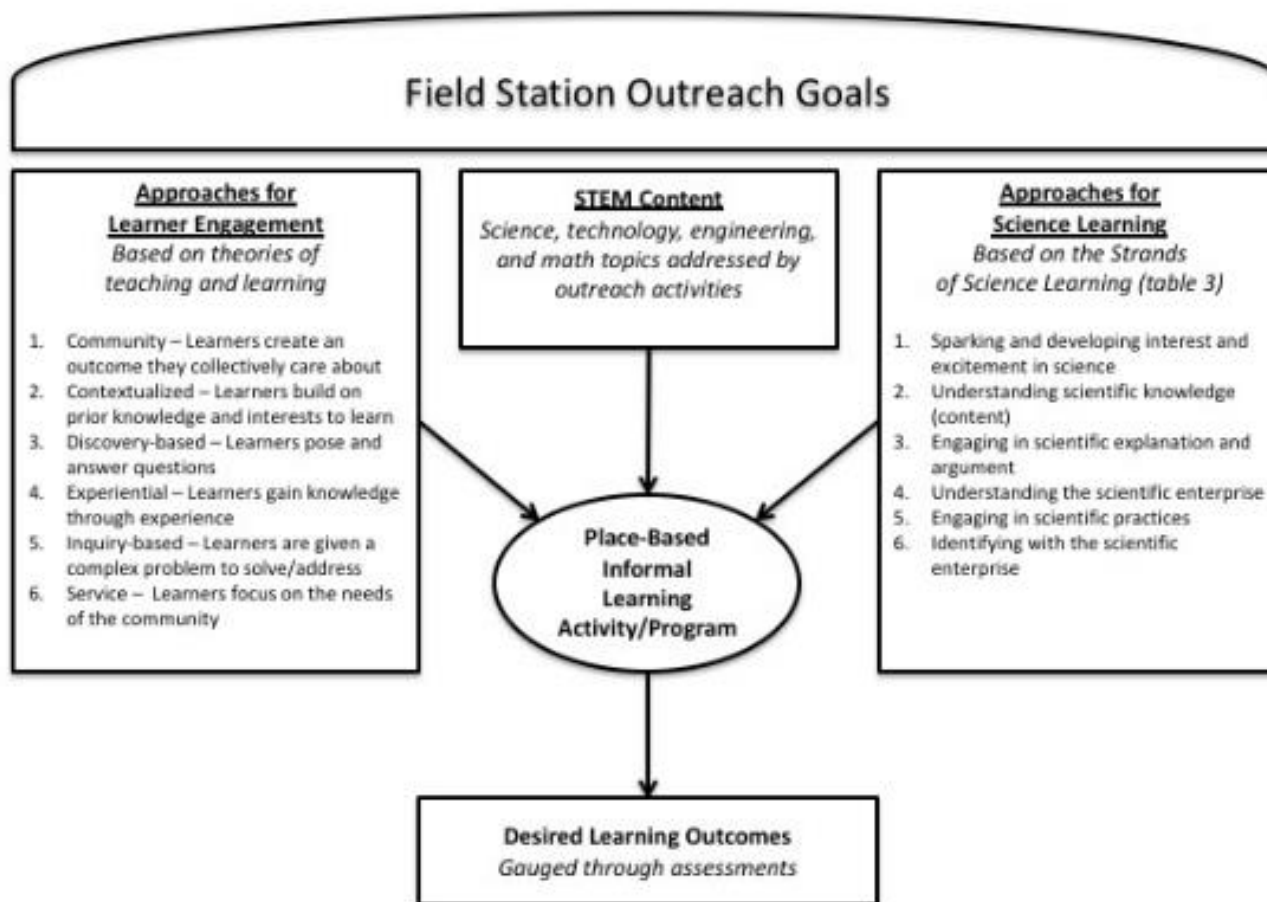 Field Station Outreach Goals
Approaches for
Learner Engagement
Based on theories of
teaching and learning
1. Community – Learners create an
outcome they collectively care about
2. Contextualized – Learners build on
prior knowledge and interests to learn
3. Discovery-based – Learners pose and
answer questions
4. Experiential – Learners gain knowledge
through experience
5. Inquiry-based – Learners are given a
complex problem to solve/address
6. Service – Learners focus on the needs
of the community
STEM Content
Science, technology, engineering,
and math topics addressed by
outreach activities
Approaches for
Science Learning
Based on the Strands
of Science Learning (table 3)
1. Sparking and developing interest and
excitement in science
2. Understanding scientific knowledge
(content)
3. Engaging in scientific explanation and
argument
4. Understanding the scientific enterprise
5. Engaging in scientific practices
6. Identifying with the scientific
enterprise
Place-Based
Informal
Learning
Activity/Program
Desired Learning Outcomes
Gauged through assessments